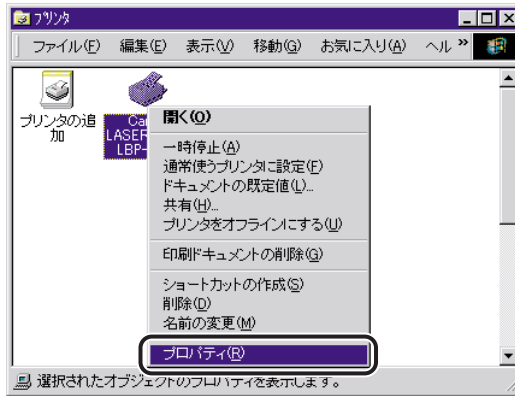 プリンタ
ファイル(F) 編集(E) 表示(V) 移動(G) お気に入り(A) ヘル »
プリンタの追
加
Ca
LASER
LBP-
開く(O)
一時停止(A)
通常使うプリンタに設定(F)
ドキュメントの既定値(L)...
共有(H)...
プリンタをオフラインにする(U)
印刷ドキュメントの削除(G)
ショートカットの作成(S)
削除(D)
名前の変更(M)
プロパティ(R)
選択されたオブジェクトのプロパティを表示します。